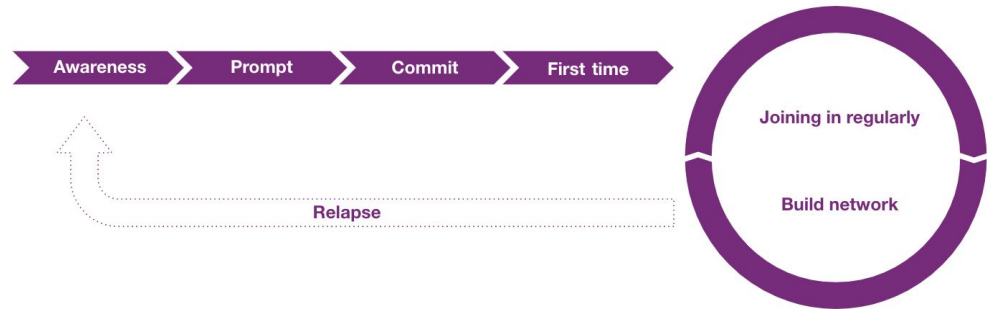 Awareness
Prompt
Commit
First time
Joining in regularly
Build network
Relapse